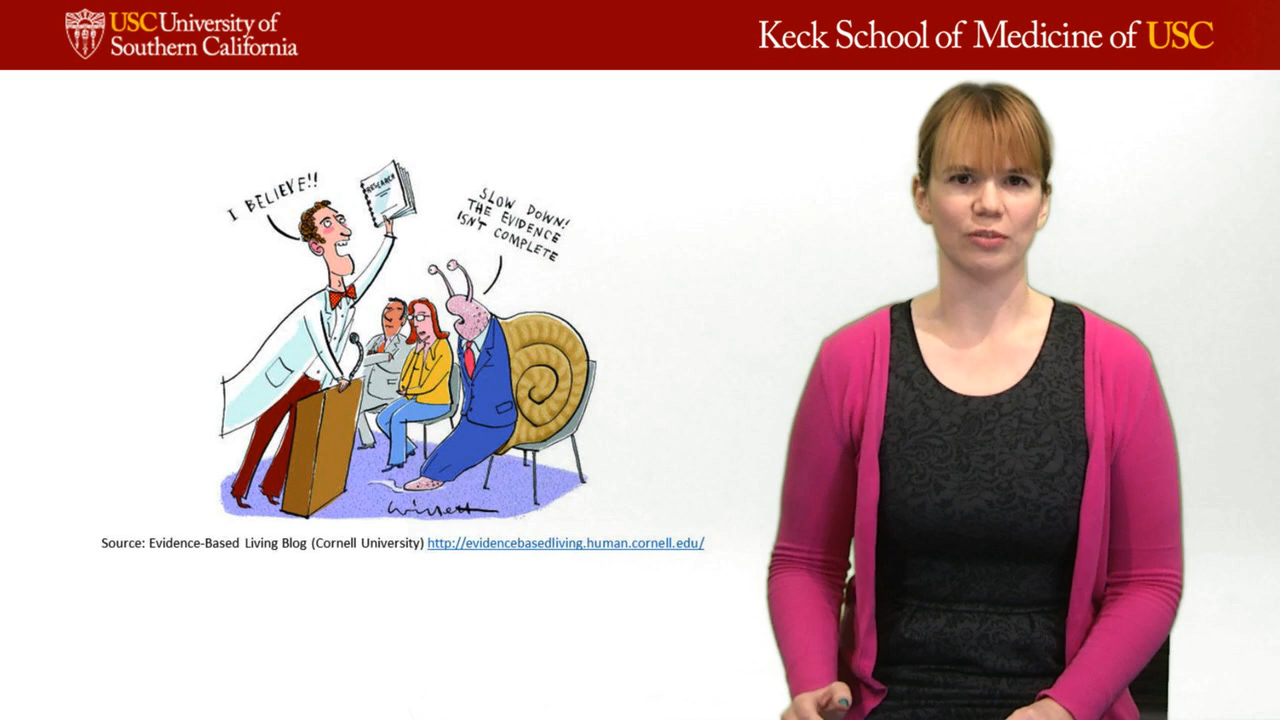 USC University of
Southern California
Keck School of Medicine of USC
I BELIEVE!!
RESEARCH
SLOW DOWN!
THE EVIDENCE
ISN'T COMPLETE
Source: Evidence-Based Living Blog (Cornell University) http://evidencebasedliving.human.cornell.edu/